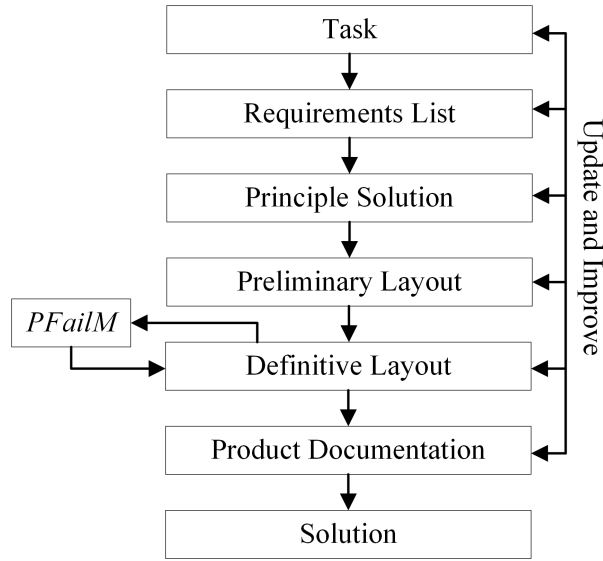 Task
Requirements List
Principle Solution
Preliminary Layout
PFailM
Definitive Layout
Product Documentation
Solution
Update and Improve